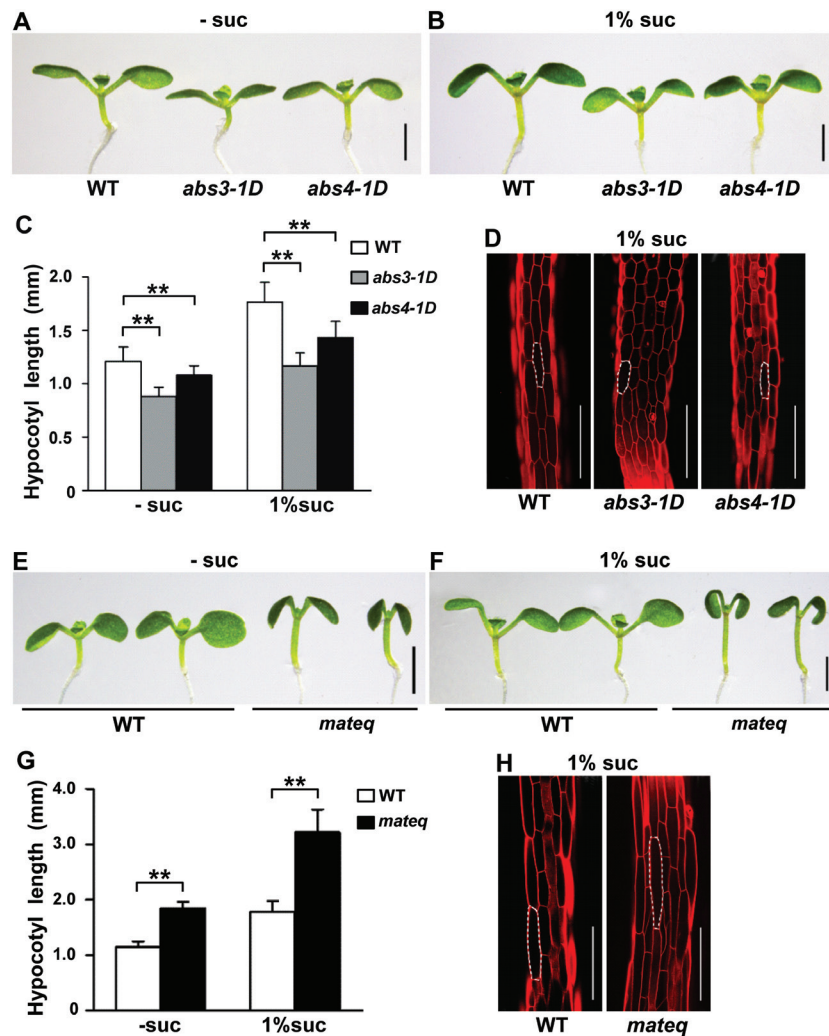 A - suc
WT abs3-1D abs4-1D
B 1% suc
WT abs3-1D abs4-1D
C
Hypocotyl length (mm)
2.0
1.5
1.0
0.5
0
- suc 1%suc
** ** ** **
WT
abs3-1D
abs4-1D
D 1% suc
WT abs3-1D abs4-1D
E - suc
WT mateq
F 1% suc
WT mateq
G
Hypocotyl length (mm)
4.0
3.0
2.0
1.0
0
-suc 1%suc
** **
WT
mateq
H 1% suc
WT mateq